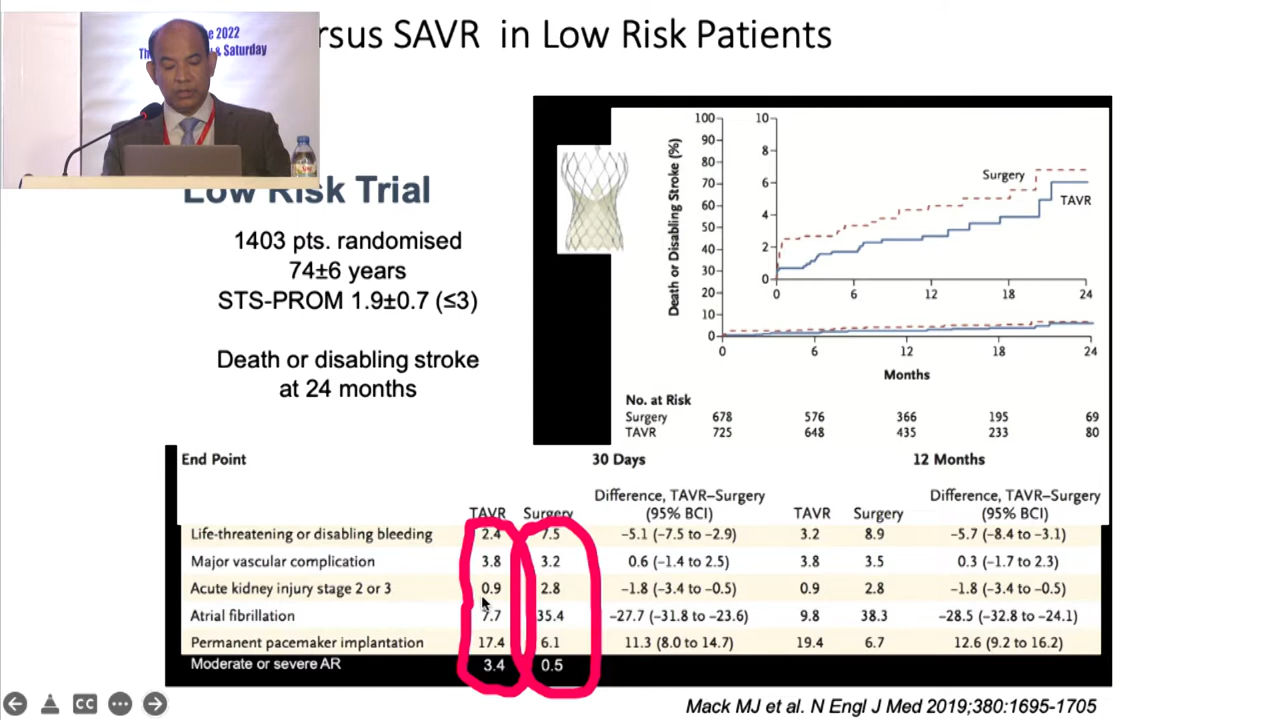 rsus SAVR in Low Risk Patients
e 2022
& Saturday
Low Risk Trial
1403 pts. randomised
74±6 years
STS-PROM 1.9±0.7 (≤3)
Death or disabling stroke
at 24 months
Death or Disabling Stroke (%)
100
90
80
70
60
50
40
30
20
10
0
10
8
6
4
2
0
Surgery
TAVR
0 6 12 18 24
0 6 12 18 24
Months
No. at Risk
Surgery 678 576 366 195 69
TAVR 725 648 435 233 80
End Point 30 Days 12 Months
Difference, TAVR–Surgery Difference, TAVR–Surgery
TAVR Surgery (95% BCI) TAVR Surgery (95% BCI)
Life-threatening or disabling bleeding 2.4 7.5 −5.1 (−7.5 to −2.9) 3.2 8.9 −5.7 (−8.4 to −3.1)
Major vascular complication 3.8 3.2 0.6 (−1.4 to 2.5) 3.8 3.5 0.3 (−1.7 to 2.3)
Acute kidney injury stage 2 or 3 0.9 2.8 −1.8 (−3.4 to −0.5) 0.9 2.8 −1.8 (−3.4 to −0.5)
Atrial fibrillation 7.7 35.4 −27.7 (−31.8 to −23.6) 9.8 38.3 −28.5 (−32.8 to −24.1)
Permanent pacemaker implantation 17.4 6.1 11.3 (8.0 to 14.7) 19.4 6.7 12.6 (9.2 to 16.2)
Moderate or severe AR 3.4 0.5
CC
Mack MJ et al. N Engl J Med 2019;380:1695-1705